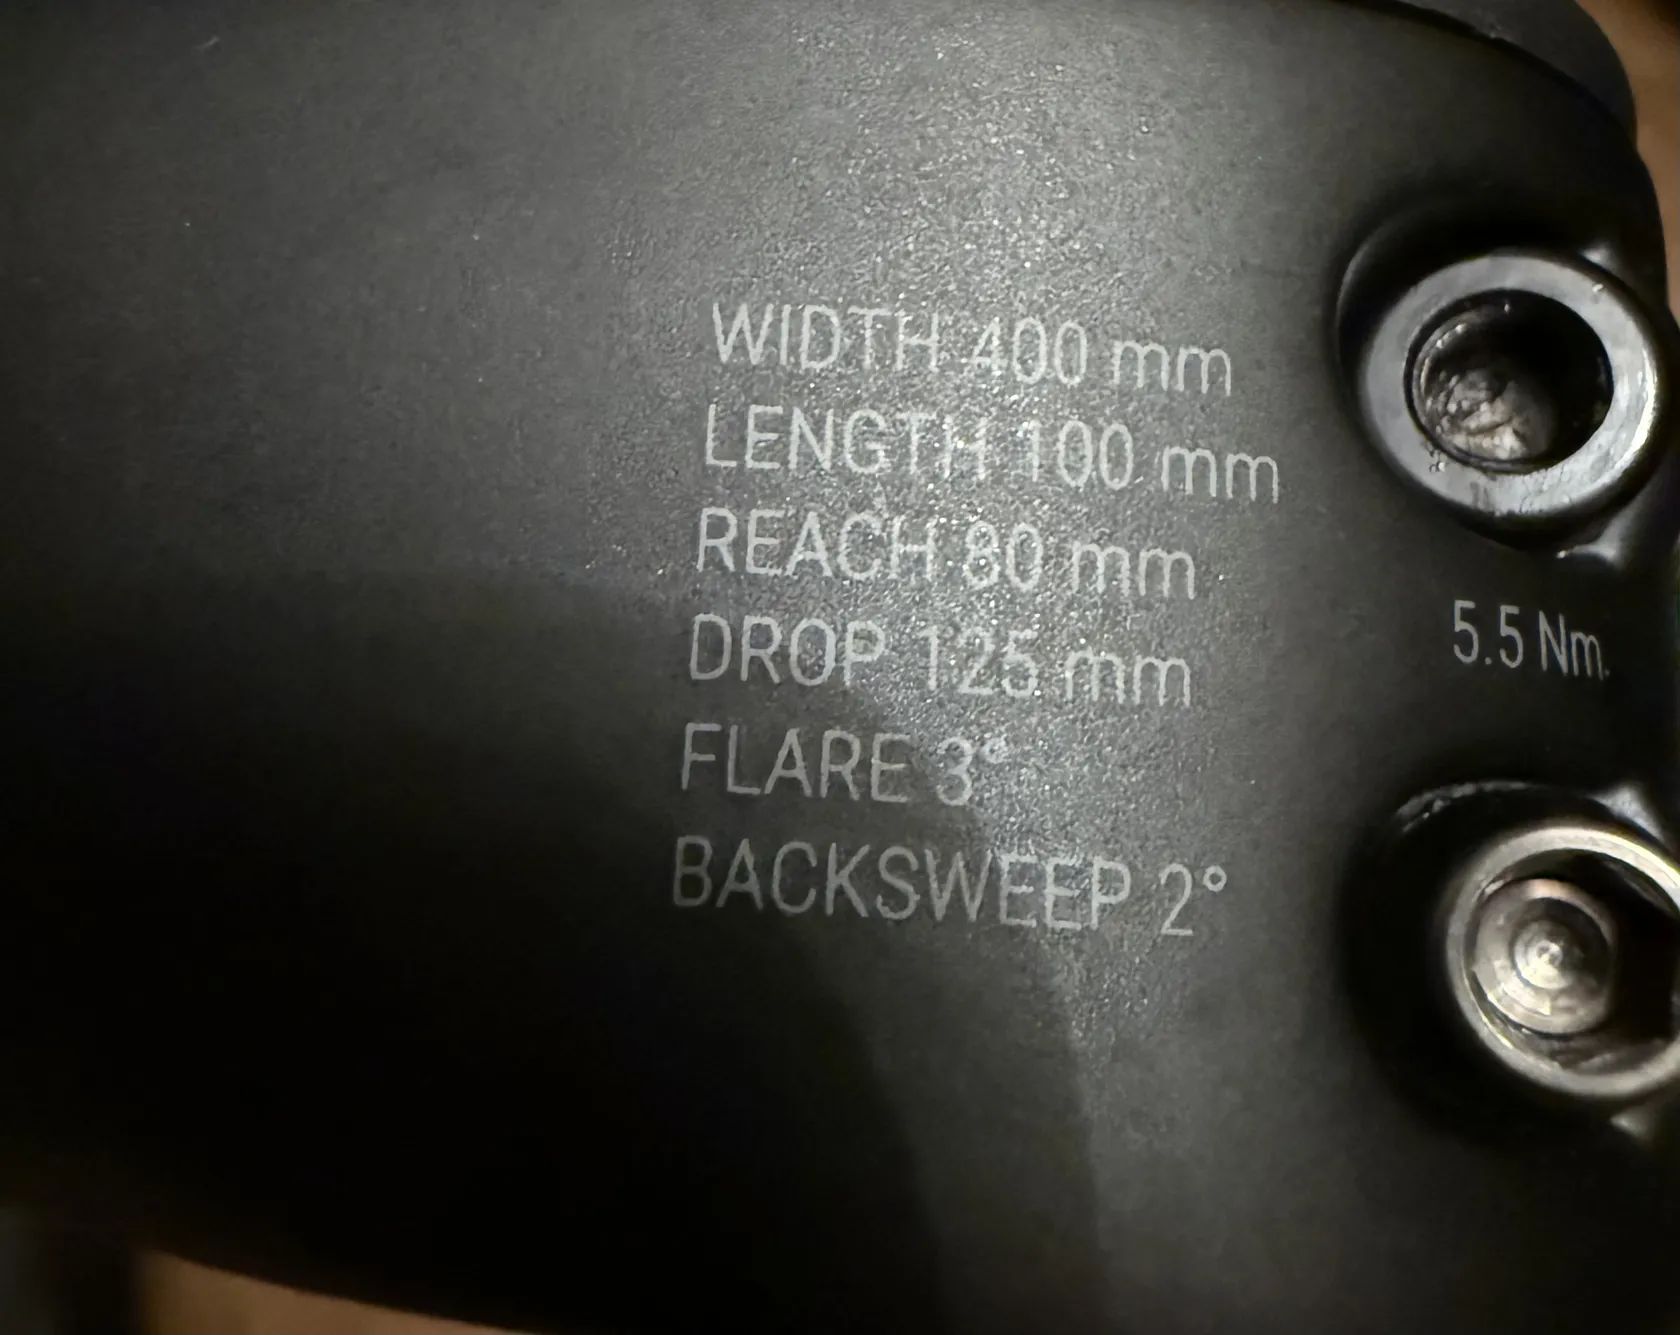 WIDTH 400 mm
LENGTH 100 mm
REACH 80 mm
DROP 125 mm
FLARE 3°
BACKSWEEP 2°
5.5 Nm